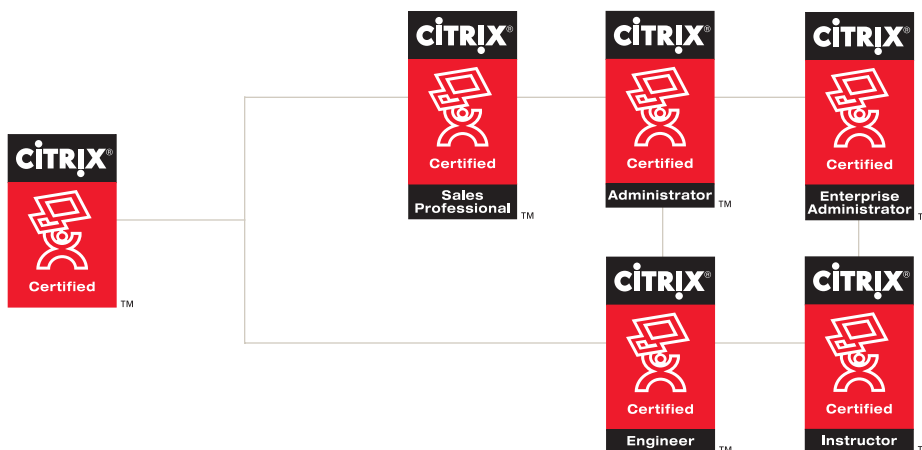 CiTRiX®
Certified
Sales
Professional
TM
CiTRiX®
Certified
Administrator
TM
CiTRiX®
Certified
Enterprise
Administrator
CiTRiX®
Certified
TM
CiTRiX®
Certified
Engineer
TM
CiTRiX®
Certified
Instructor